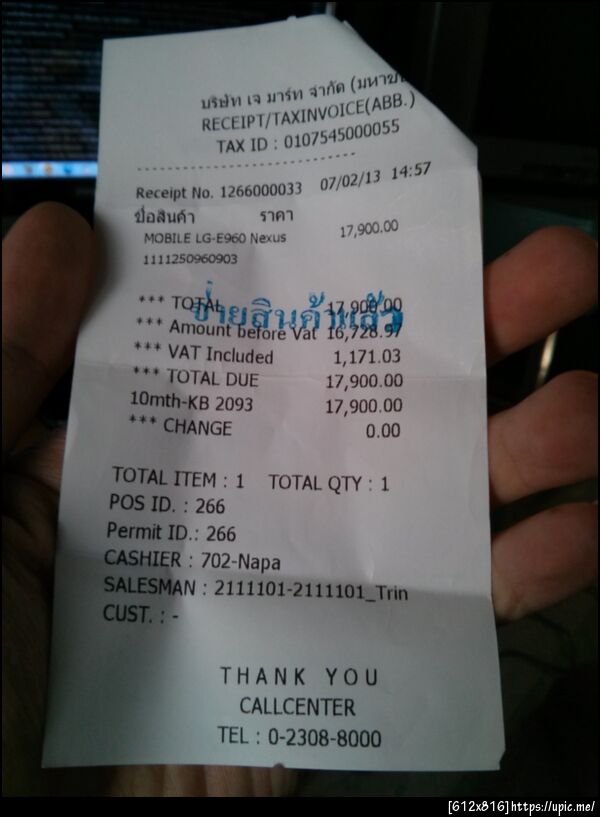 บริษัท เจ มาร์ท จำกัด (มหาช
RECEIPT/TAXINVOICE(ABB.)
TAX ID : 0107545000055
Receipt No. 1266000033 07/02/13 14:57
ชื่อสินค้า ราคา
MOBILE LG-E960 Nexus 17,900.00
1111250960903
*** TOTAL 17,900.00
จ่ายสินค้าแล้ว
*** Amount before Vat 16,728.97
*** VAT Included 1,171.03
*** TOTAL DUE 17,900.00
10mth-KB 2093 17,900.00
*** CHANGE 0.00
TOTAL ITEM : 1 TOTAL QTY : 1
POS ID. : 266
Permit ID.: 266
CASHIER : 702-Napa
SALESMAN : 2111101-2111101_Trin
CUST. : -
THANK YOU
CALLCENTER
TEL : 0-2308-8000
[612x816]https://upic.me/